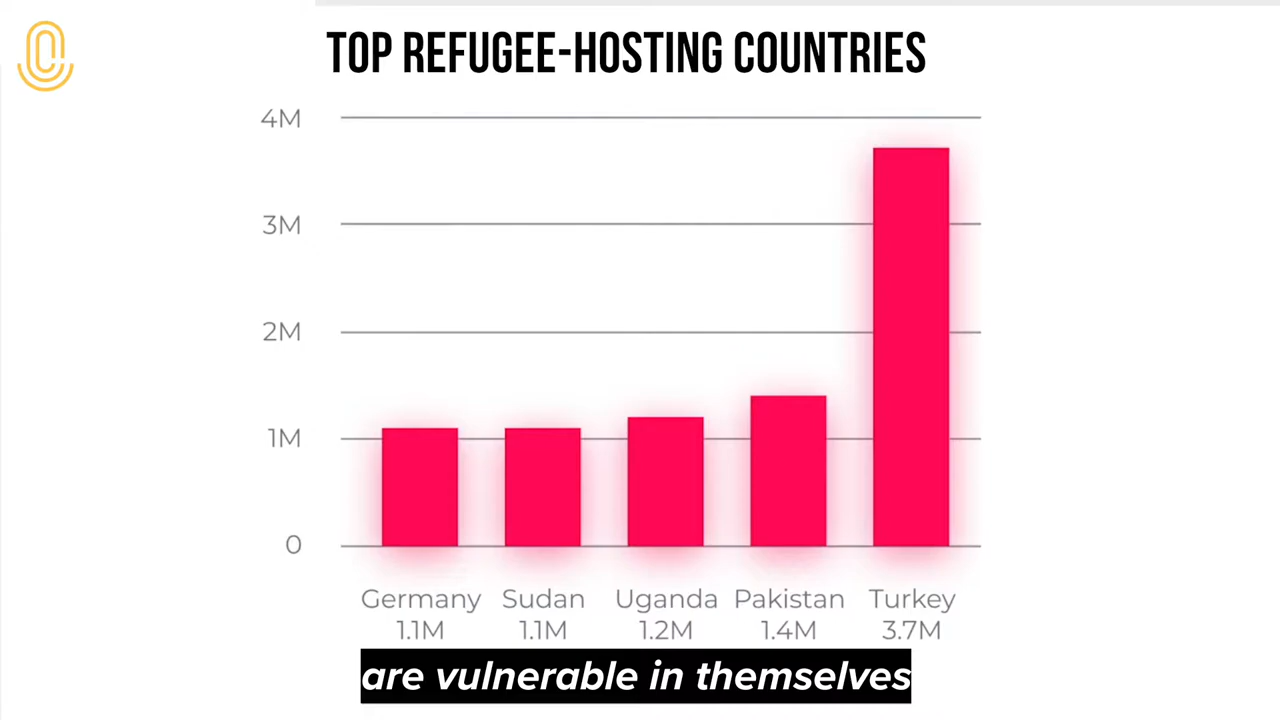 TOP REFUGEE-HOSTING COUNTRIES
4M
3M
2M
1M
0
Germany Sudan Uganda Pakistan Turkey
1.1M 1.1M 1.2M 1.4M 3.7M
are vulnerable in themselves